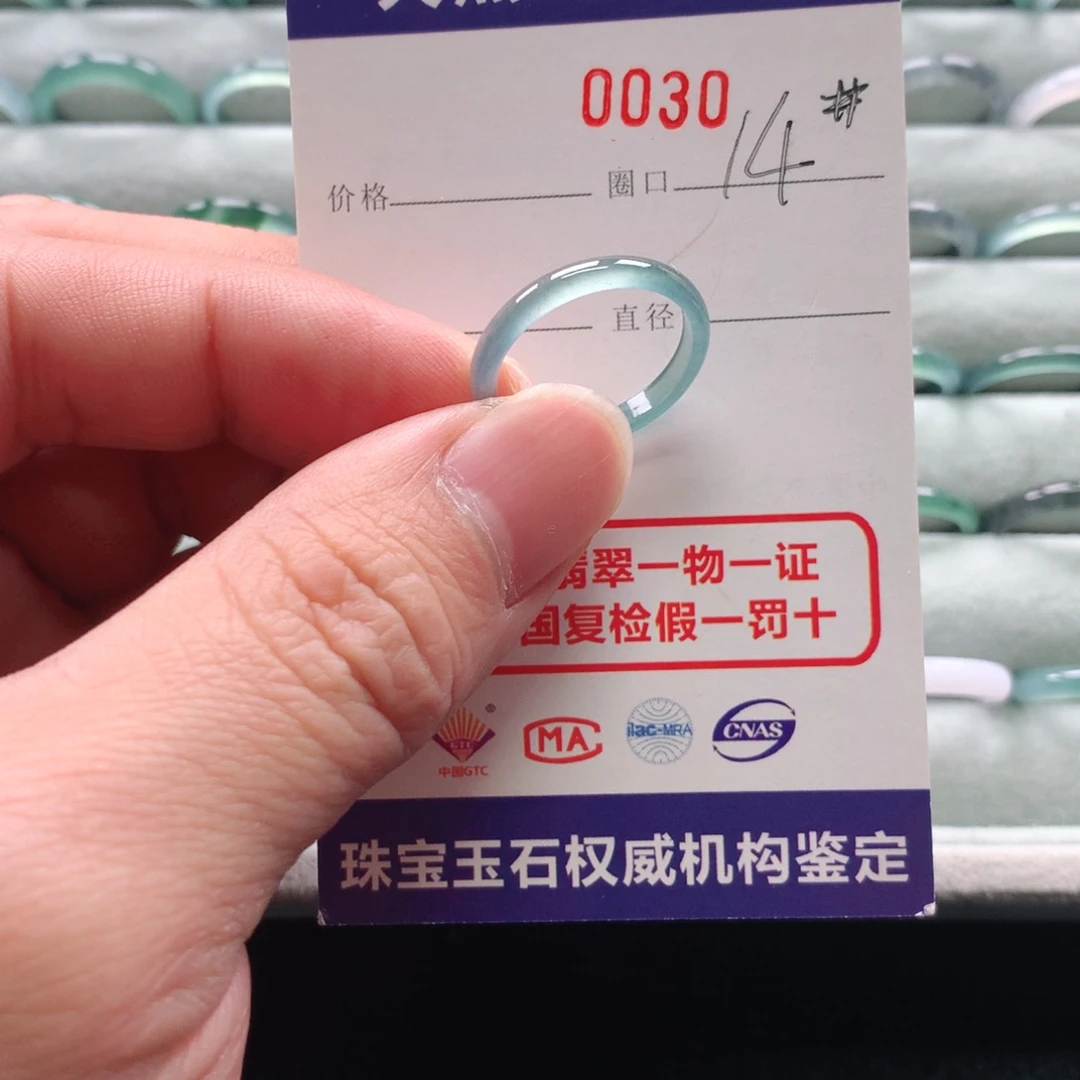 0030
价格 圈口 14#
直径
翠一物一证
国复检假一罚十
GTC MA ilac-MRA CNAS
中国GTC
珠宝玉石权威机构鉴定